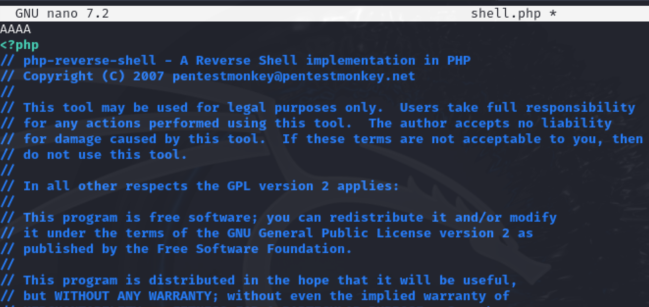 GNU nano 7.2 shell.php *
AAAA
<?php
// php-reverse-shell - A Reverse Shell implementation in PHP
// Copyright (C) 2007 pentestmonkey@pentestmonkey.net
//
// This tool may be used for legal purposes only.  Users take full responsibility
// for any actions performed using this tool.  The author accepts no liability
// for damage caused by this tool.  If these terms are not acceptable to you, then
// do not use this tool.
//
// In all other respects the GPL version 2 applies:
//
// This program is free software; you can redistribute it and/or modify
// it under the terms of the GNU General Public License version 2 as
// published by the Free Software Foundation.
//
// This program is distributed in the hope that it will be useful,
// but WITHOUT ANY WARRANTY; without even the implied warranty of